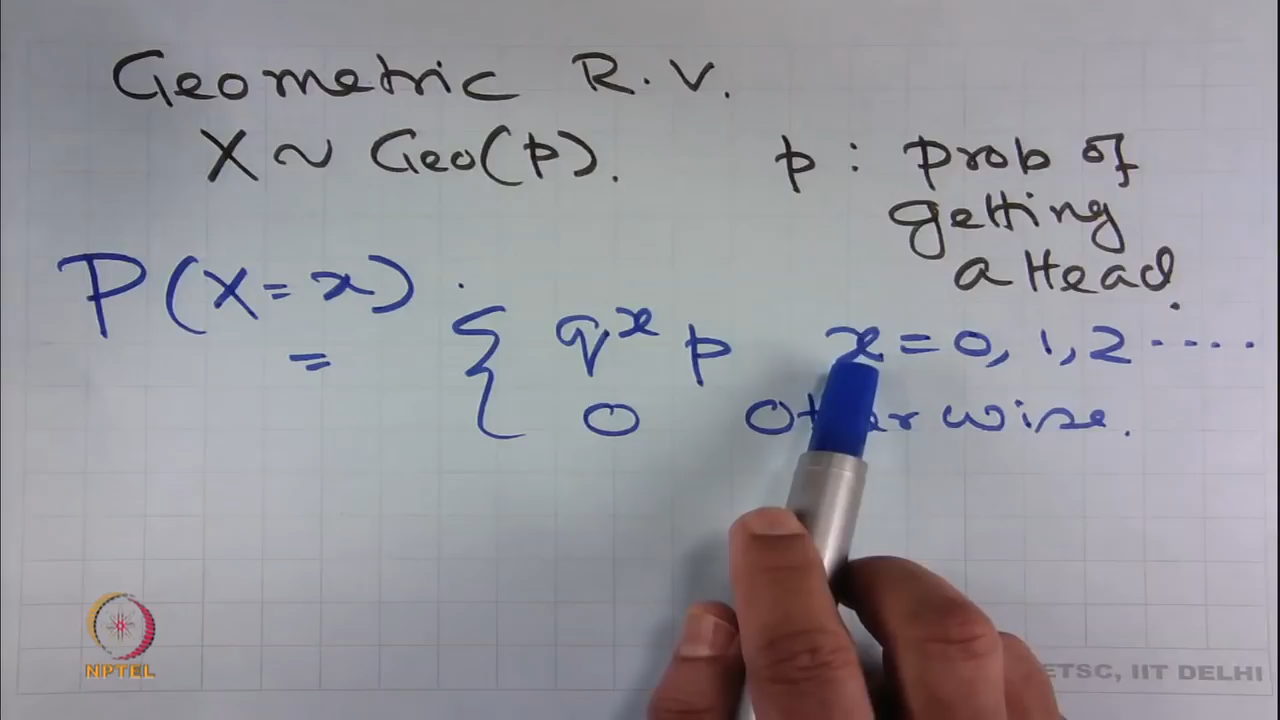 Geometric R.V.
X ~ Geo(p).
p : prob of
getting
a Head.
P(X = x)
= { q^x p x = 0, 1, 2 ....
0 otherwise.
NPTEL
ETSC, IIT DELHI